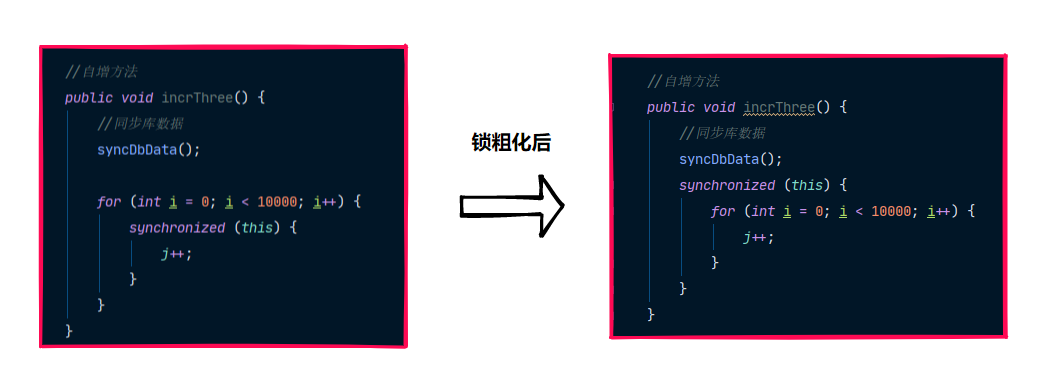 //自增方法
public void incrThree() {
//同步库数据
syncDbData();
for (int i = 0; i < 10000; i++) {
synchronized (this) {
j++;
}
}
}
锁粗化后
//自增方法
public void incrThree() {
//同步库数据
syncDbData();
synchronized (this) {
for (int i = 0; i < 10000; i++) {
j++;
}
}
}